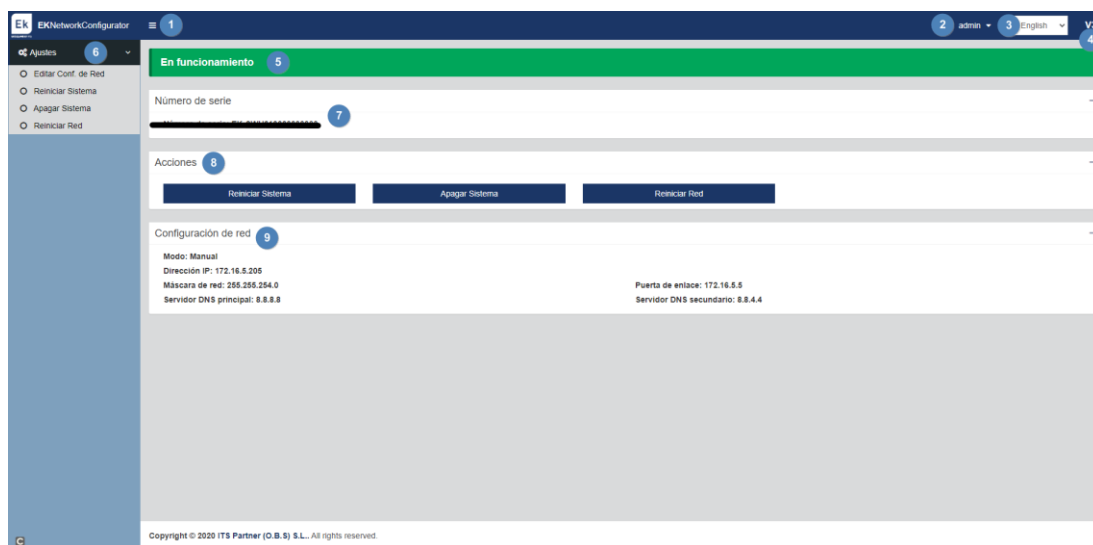 Ek EKNetworkConfigurator 1 2 admin 3 English
4
Ajustes 6
Editar Conf. de Red
Reiniciar Sistema
Apagar Sistema
Reiniciar Red
En funcionamiento 5
Número de serie
7
Acciones 8
Reiniciar Sistema Apagar Sistema Reiniciar Red
Configuración de red 9
Modo: Manual
Dirección IP: 172.16.5.205
Máscara de red: 255.255.254.0 Puerta de enlace: 172.16.5.5
Servidor DNS principal: 8.8.8.8 Servidor DNS secundario: 8.8.4.4
Copyright © 2020 ITS Partner (O.B.S) S.L.. All rights reserved.